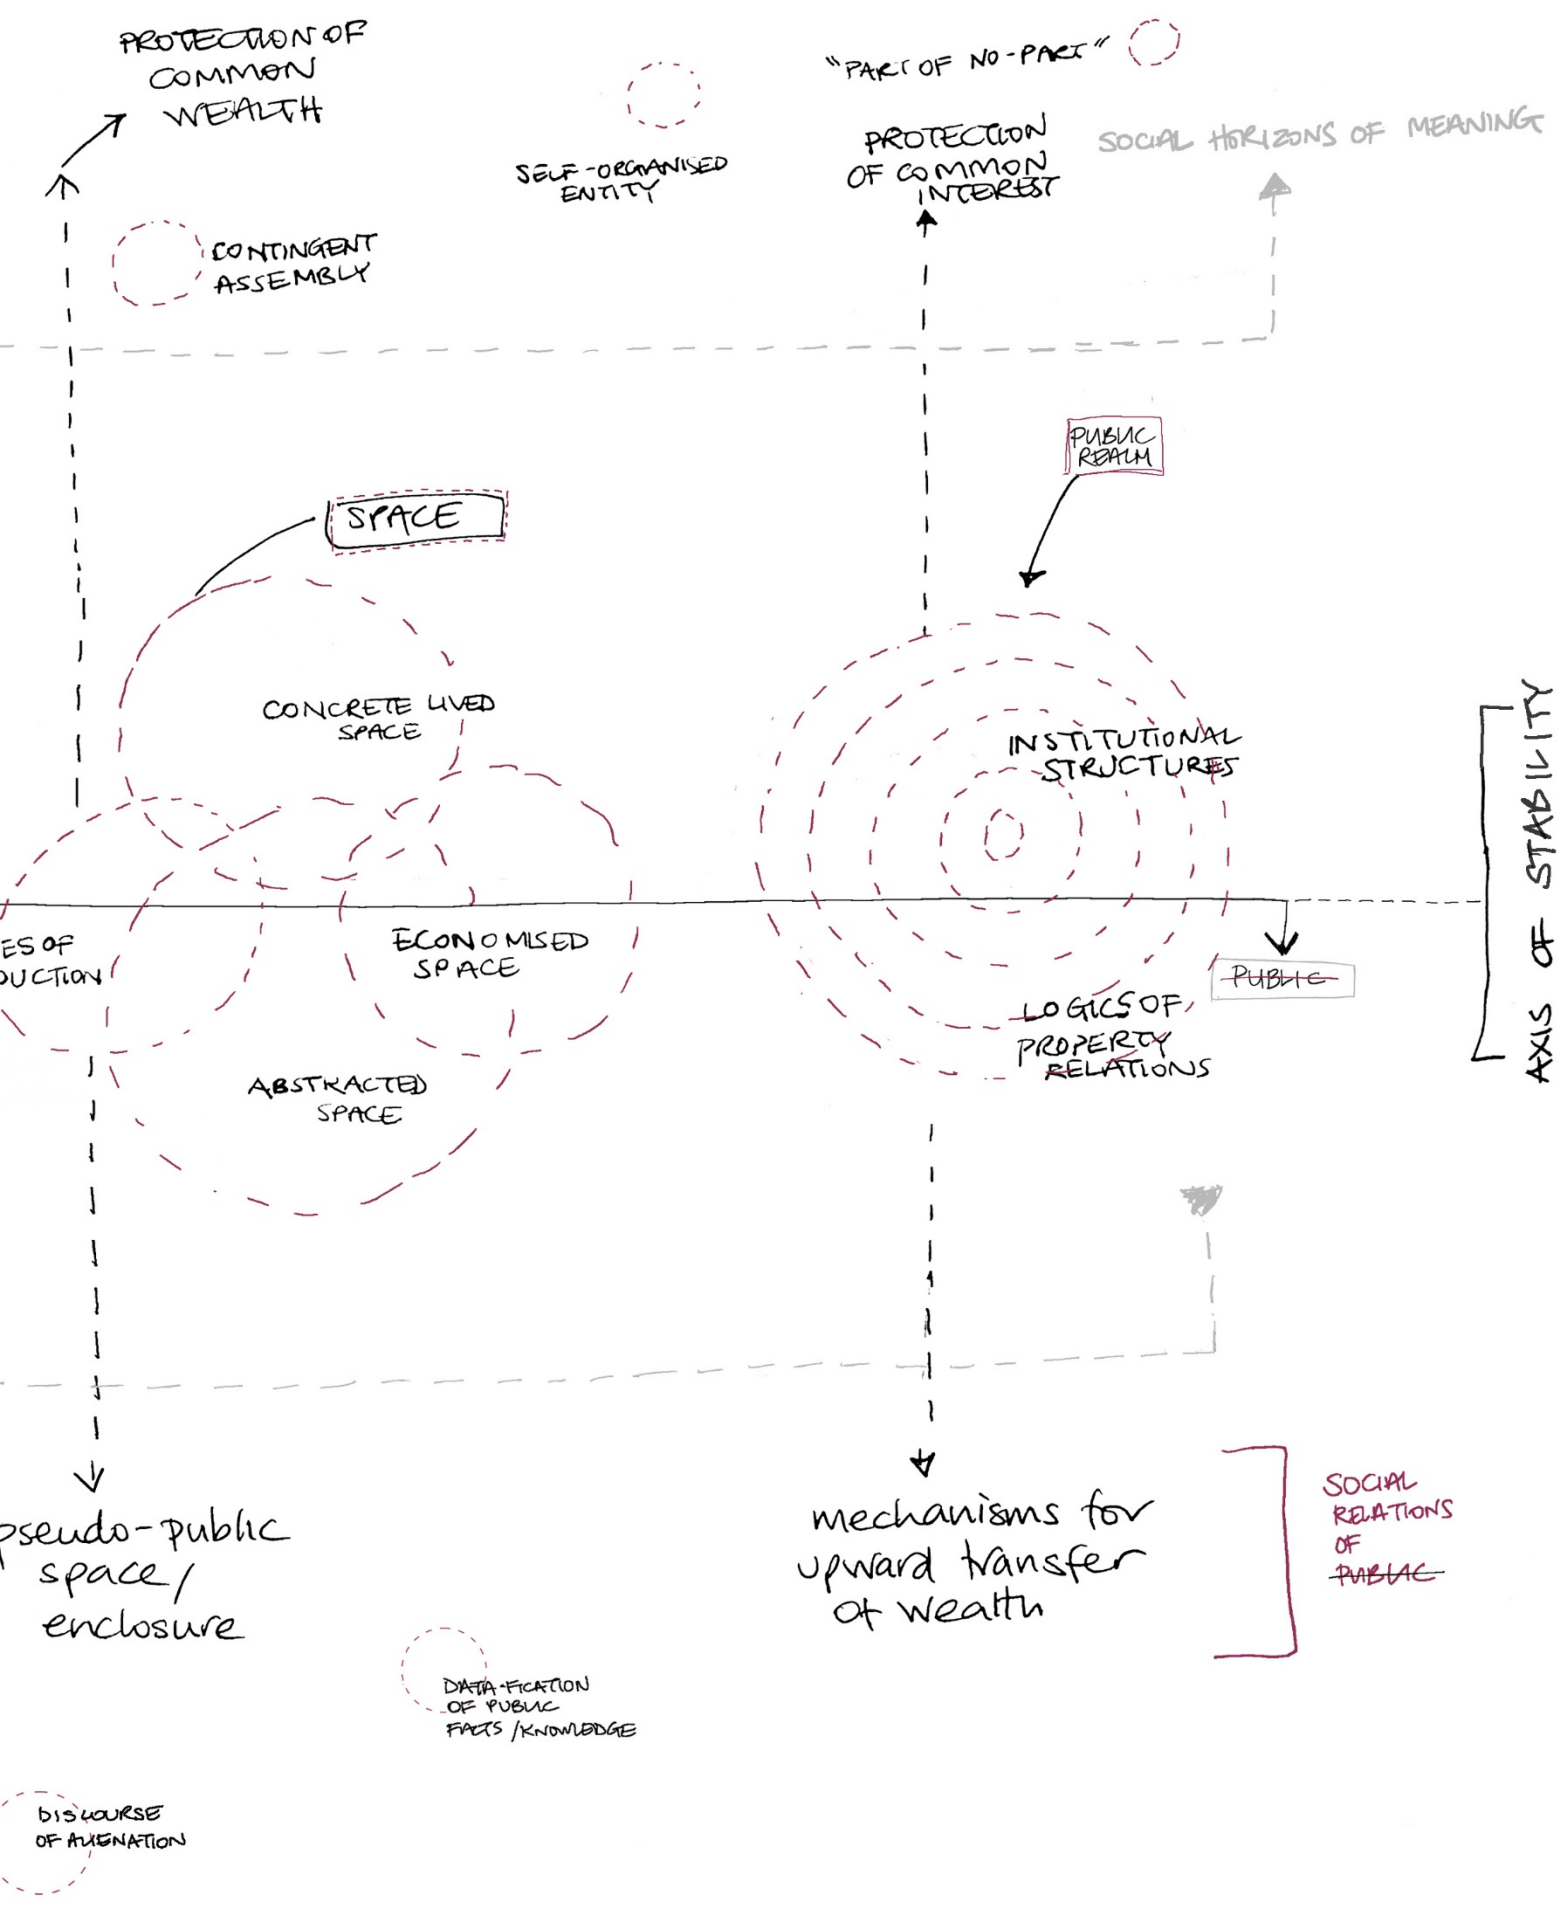 PROTECTION OF
COMMON
WEALTH
"PART OF NO-PART"
SELF-ORGANISED
ENTITY
PROTECTION
OF COMMON
INTEREST
SOCIAL HORIZONS OF MEANING
CONTINGENT
ASSEMBLY
PUBLIC
REALM
SPACE
CONCRETE LIVED
SPACE
INSTITUTIONAL
STRUCTURES
AXIS OF STABILITY
ES OF
DUCTION
ECONOMISED
SPACE
PUBLIC
LOGICS OF
PROPERTY
RELATIONS
ABSTRACTED
SPACE
pseudo-public
space/
enclosure
mechanisms for
upward transfer
of wealth
SOCIAL
RELATIONS
OF
PUBLIC
DATA-FICATION
OF PUBLIC
FACTS/KNOWLEDGE
DISCOURSE
OF ALIENATION